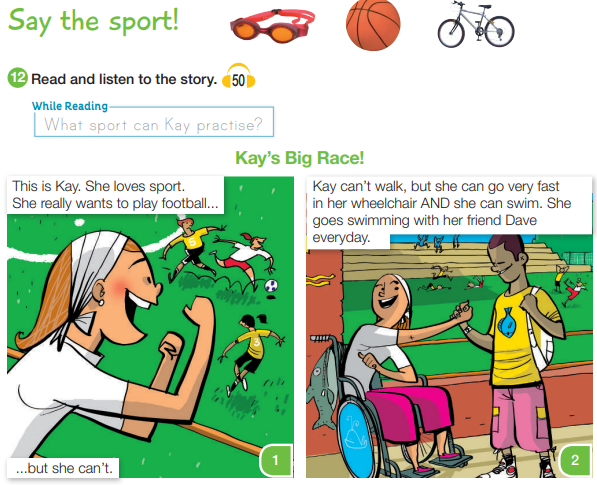 Say the sport!
12 Read and listen to the story. 50
While Reading
What sport can Kay practise?
Kay's Big Race!
This is Kay. She loves sport.
She really wants to play football...
5
5
...but she can't.
1
Kay can't walk, but she can go very fast
in her wheelchair AND she can swim. She
goes swimming with her friend Dave
everyday.
2